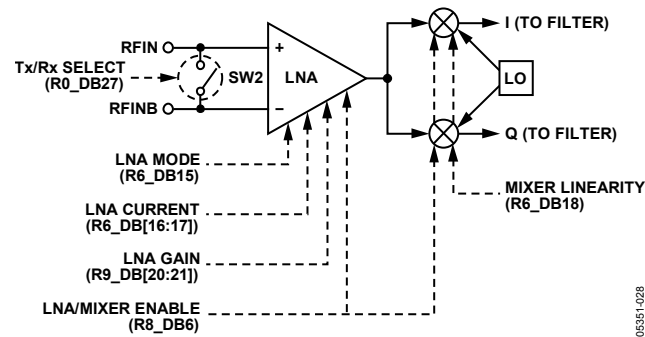 RFIN
+
I (TO FILTER)
Tx/Rx SELECT
(R0_DB27)
SW2
LNA
LO
RFINB
–
Q (TO FILTER)
LNA MODE
(R6_DB15)
MIXER LINEARITY
(R6_DB18)
LNA CURRENT
(R6_DB[16:17])
LNA GAIN
(R9_DB[20:21])
LNA/MIXER ENABLE
(R8_DB6)
05351-028